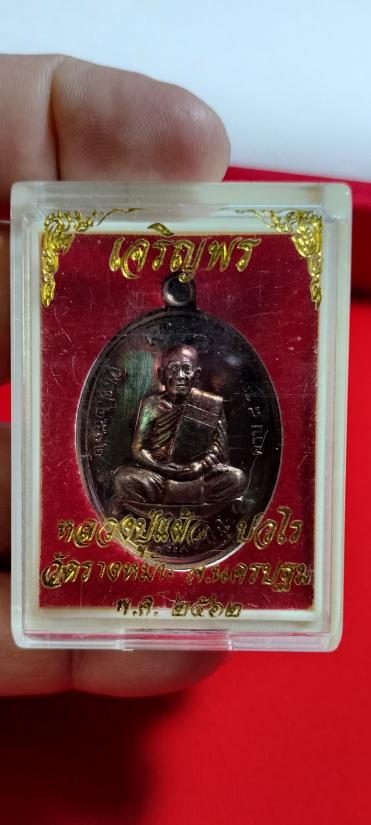 เจริญพร
หลวงปู่แผ้ว ปวโร
วัดรางหมัน จ.นครปฐม
พ.ศ. ๒๕๖๒